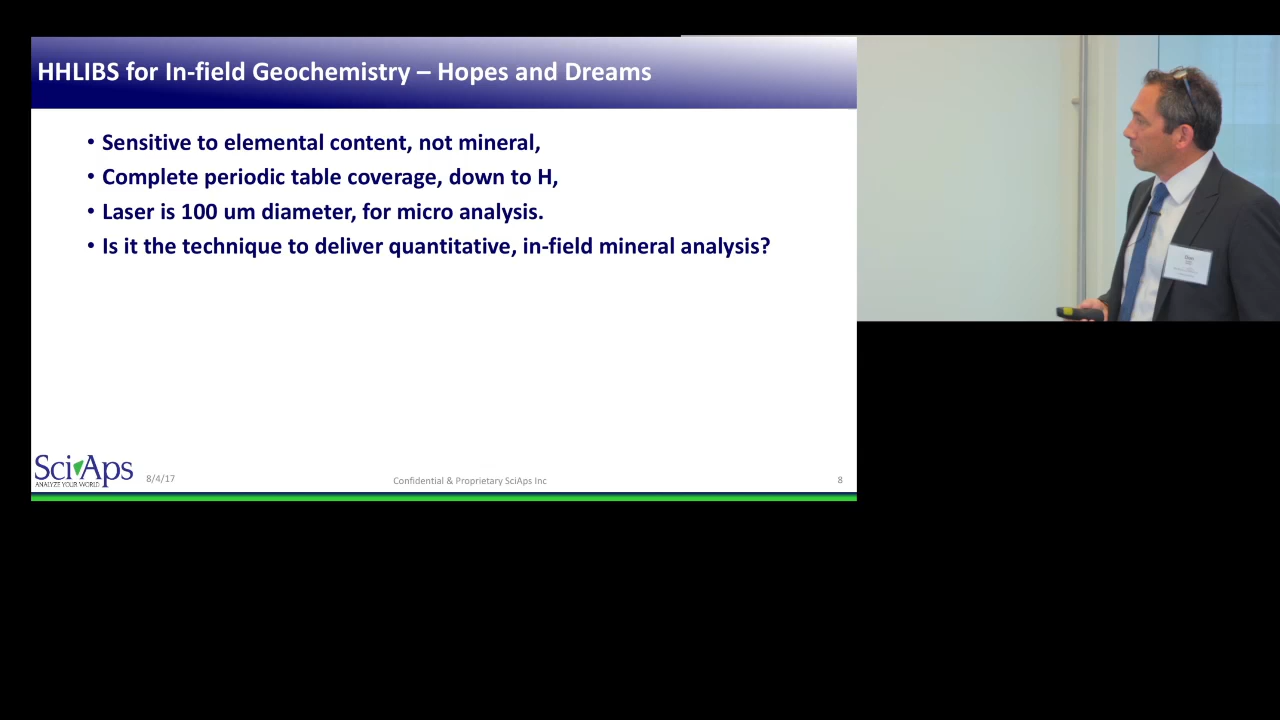 HHLIBS for In-field Geochemistry – Hopes and Dreams
• Sensitive to elemental content, not mineral,
• Complete periodic table coverage, down to H,
• Laser is 100 um diameter, for micro analysis.
• Is it the technique to deliver quantitative, in-field mineral analysis?
SciAps
ANALYZE YOUR WORLD
8/4/17
Confidential & Proprietary SciAps Inc
8